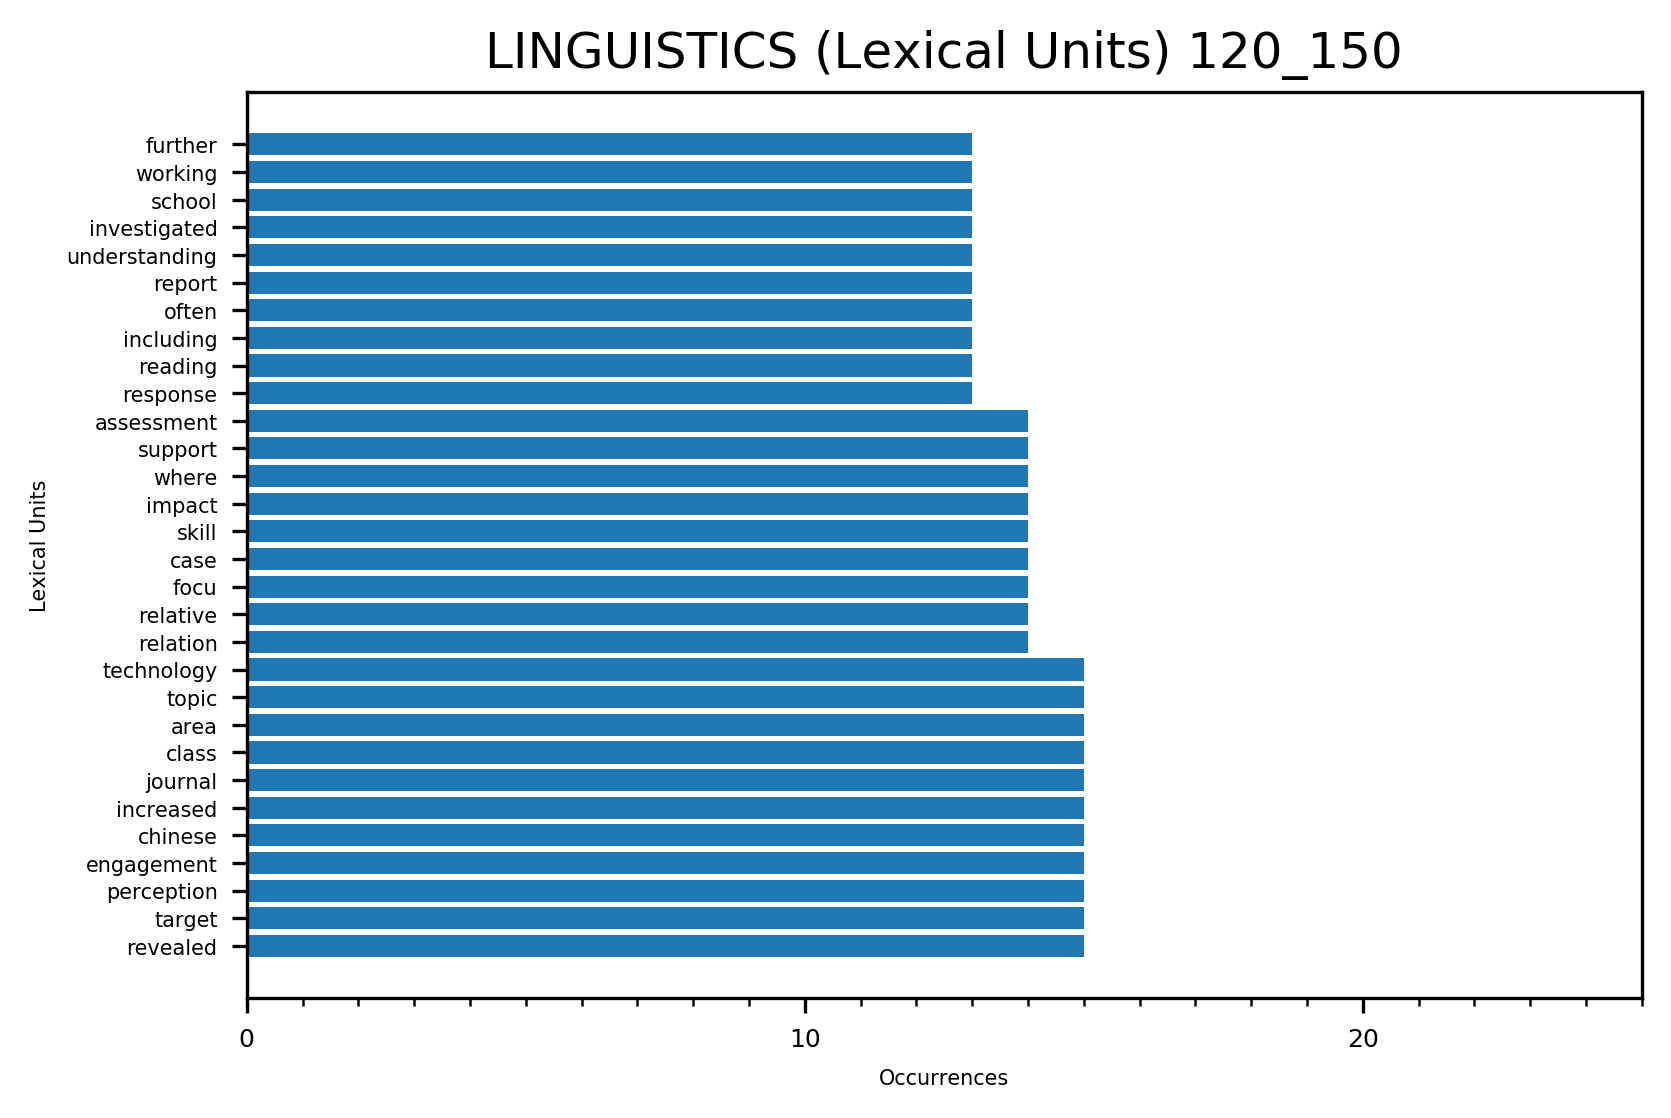 LINGUISTICS (Lexical Units) 120_150
further
working
school
investigated
understanding
report
often
including
reading
response
assessment
support
where
impact
skill
case
focu
relative
relation
technology
topic
area
class
journal
increased
chinese
engagement
perception
target
revealed
Lexical Units
0 10 20
Occurrences